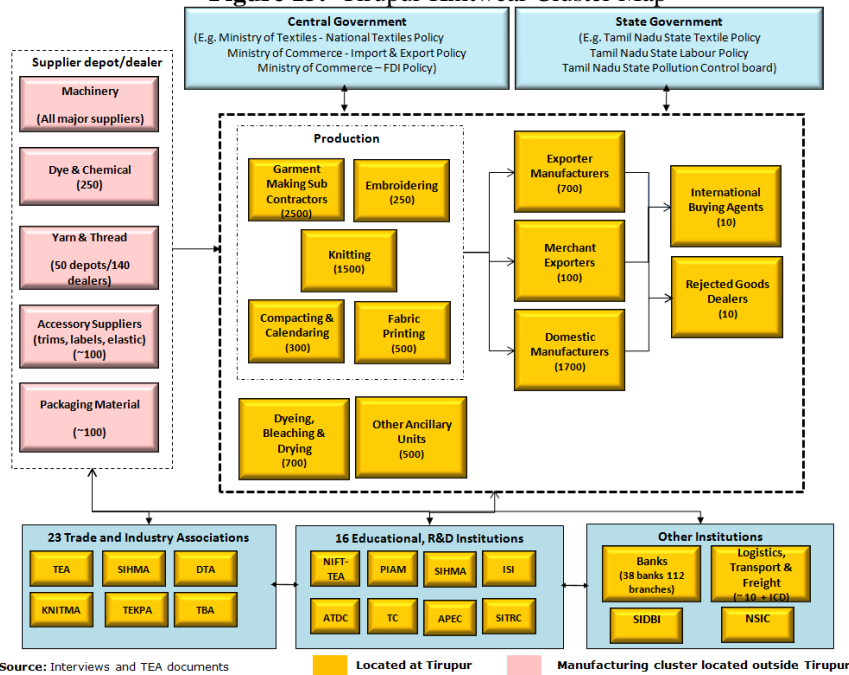 Figure 15: Tirupur Knitwear Cluster Map
Central Government
(E.g. Ministry of Textiles - National Textiles Policy
Ministry of Commerce - Import & Export Policy
Ministry of Commerce – FDI Policy)
State Government
(E.g. Tamil Nadu State Textile Policy
Tamil Nadu State Labour Policy
Tamil Nadu State Pollution Control board)
Supplier depot/dealer
Machinery
(All major suppliers)
Dye & Chemical
(250)
Yarn & Thread
(50 depots/140
dealers)
Accessory Suppliers
(trims, labels, elastic)
(~100)
Packaging Material
(~100)
Production
Garment
Making Sub
Contractors
(2500)
Embroidering
(250)
Knitting
(1500)
Compacting &
Calendaring
(300)
Fabric
Printing
(500)
Dyeing,
Bleaching &
Drying
(700)
Other Ancillary
Units
(500)
Exporter
Manufacturers
(700)
Merchant
Exporters
(100)
Domestic
Manufacturers
(1700)
International
Buying Agents
(10)
Rejected Goods
Dealers
(10)
23 Trade and Industry Associations
TEA
SIHMA
DTA
KNITMA
TEKPA
TBA
16 Educational, R&D Institutions
NIFT-
TEA
PIAM
SIHMA
ISI
ATDC
TC
APEC
SITRC
Other Institutions
Banks
(38 banks 112
branches)
Logistics,
Transport &
Freight
(~10 + ICD)
SIDBI
NSIC
Source: Interviews and TEA documents
Located at Tirupur
Manufacturing cluster located outside Tirupur